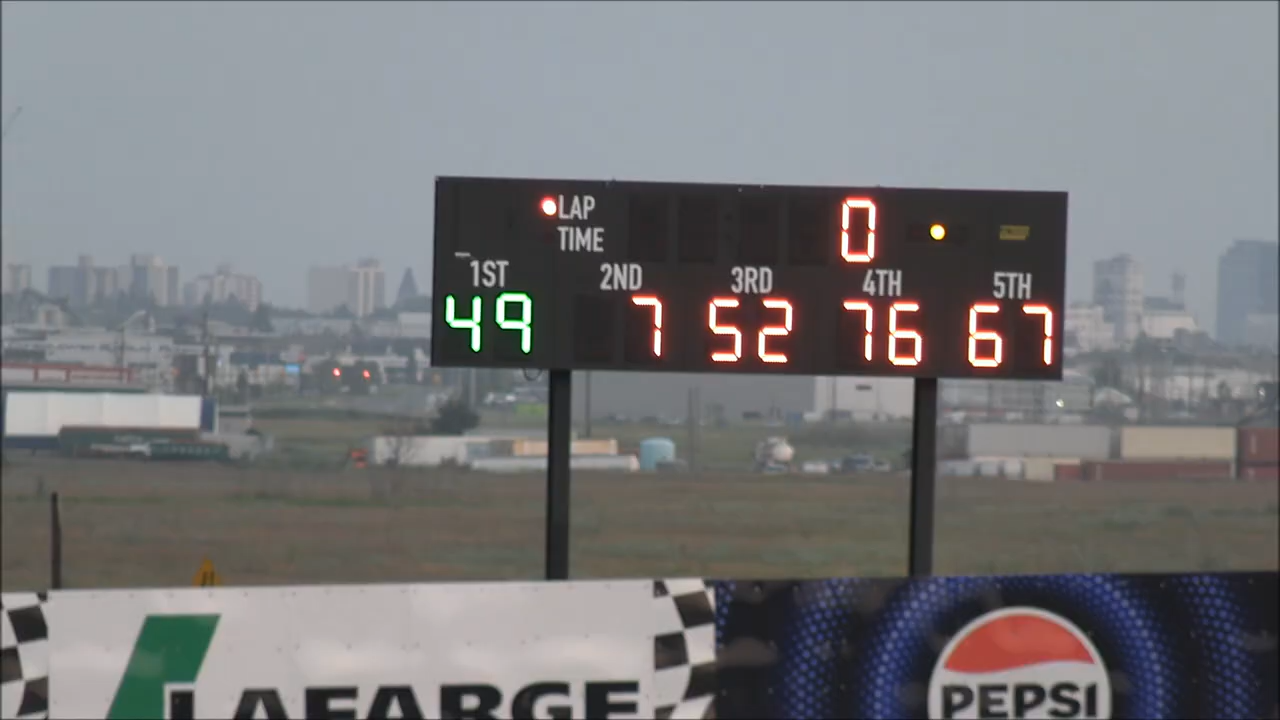 LAP 0
TIME
1ST 2ND 3RD 4TH 5TH
49 7 52 76 67
LAFARGE
PEPSI